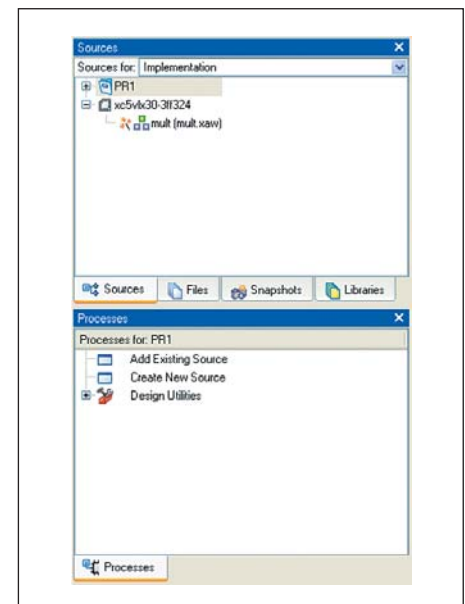 Sources
Sources for: Implementation
PR1
xc5vlx30-3ff324
mult (mult.xaw)
Sources Files Snapshots Libraries
Processes
Processes for: PR1
Add Existing Source
Create New Source
Design Utilities
Processes